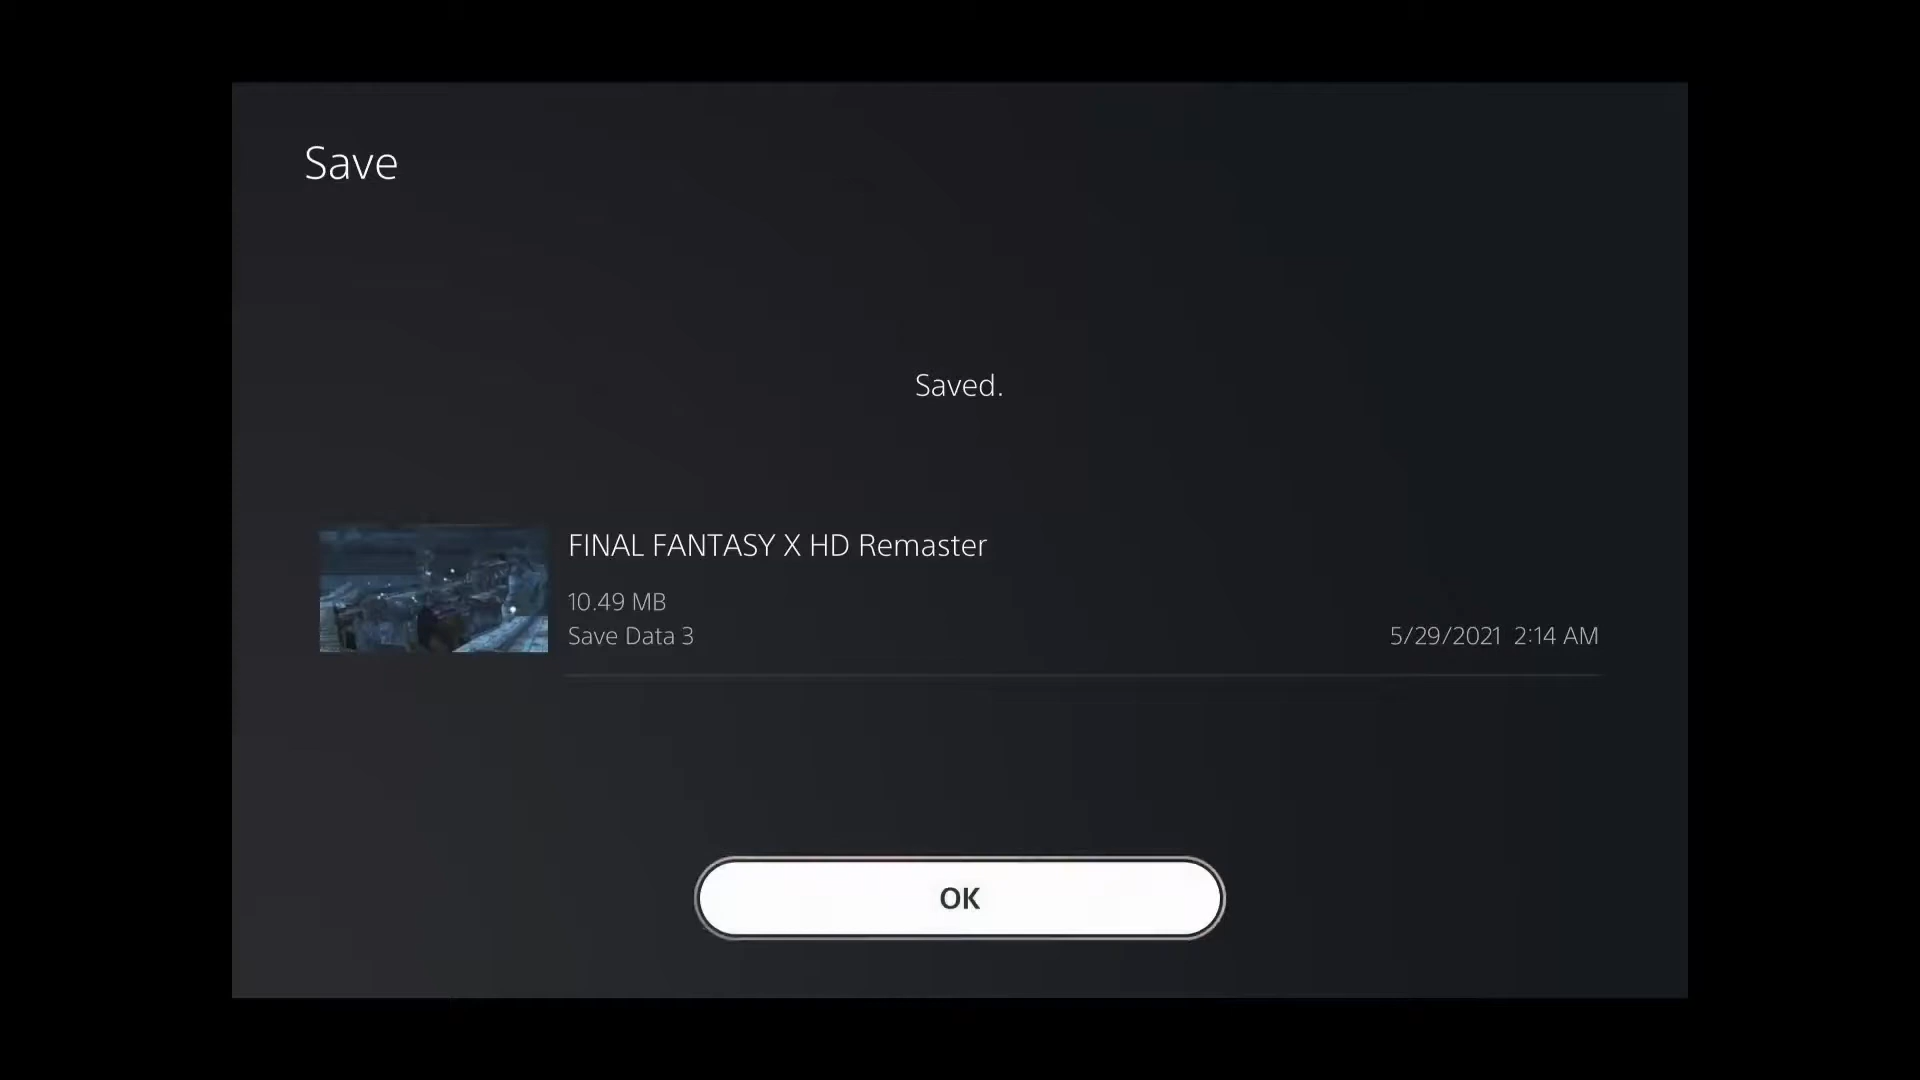 Save
Saved.
FINAL FANTASY X HD Remaster
10.49 MB
Save Data 3
5/29/2021 2:14 AM
OK